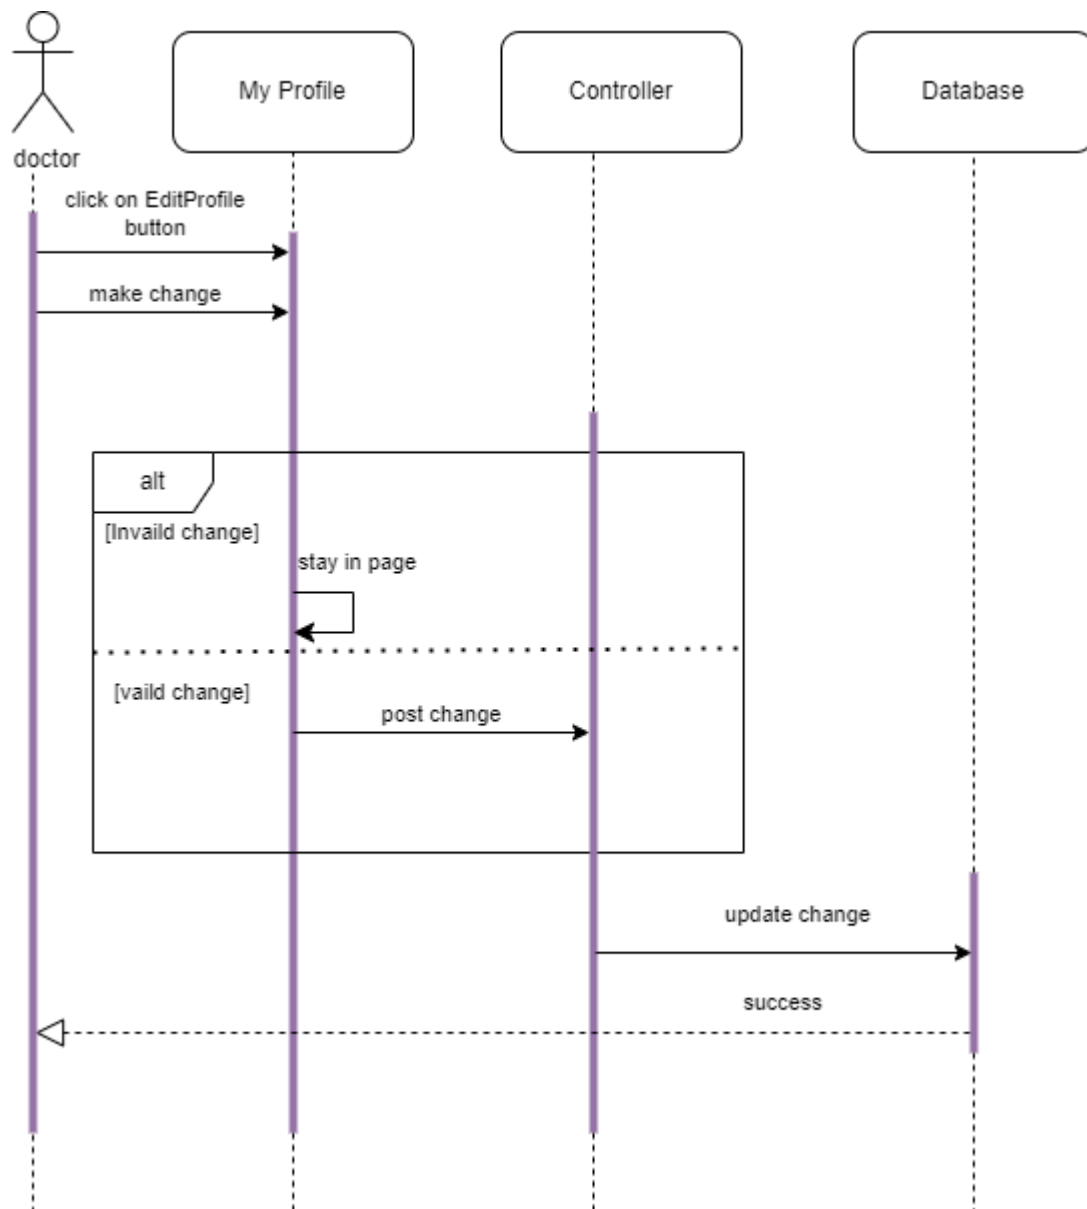 My Profile
Controller
Database
doctor
click on EditProfile
button
make change
alt
[Invaild change]
stay in page
[vaild change]
post change
update change
success